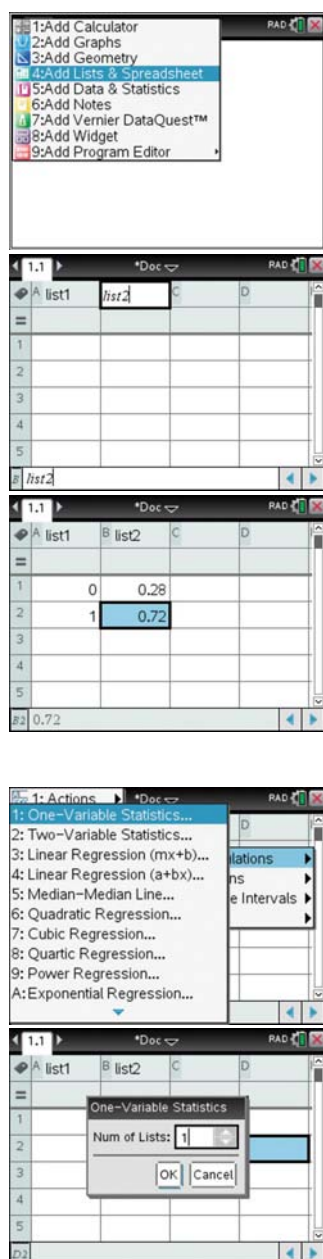 1:Add Calculator
RAD
2:Add Graphs
3:Add Geometry
4:Add Lists & Spreadsheet
5:Add Data & Statistics
6:Add Notes
7:Add Vernier DataQuest™
8:Add Widget
9:Add Program Editor
1.1 *Doc RAD
A list1 list2 C D
=
1
2
3
4
5
B list2
1.1 *Doc RAD
A list1 B list2 C D
=
1 0 0.28
2 1 0.72
3
4
5
B2 0.72
1: Actions *Doc RAD
1: One-Variable Statistics...
D
2: Two-Variable Statistics...
3: Linear Regression (mx+b)...
lations
4: Linear Regression (a+bx)...
ns
5: Median-Median Line...
e Intervals
6: Quadratic Regression...
7: Cubic Regression...
8: Quartic Regression...
9: Power Regression...
A:Exponential Regression...
1.1 *Doc RAD
A list1 B list2 C D
=
One-Variable Statistics
1
Num of Lists: 1
2
3 OK Cancel
4
5
D2